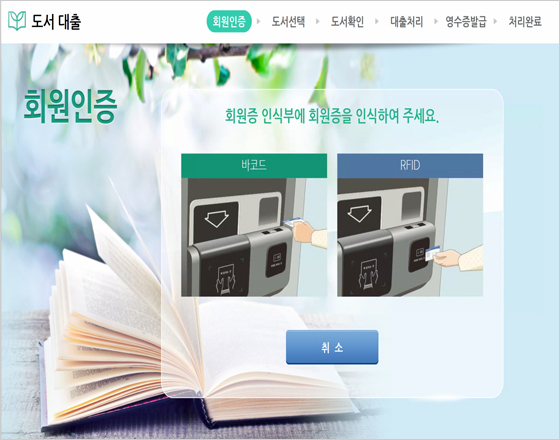 도서 대출
회원인증 도서선택 도서확인 대출처리 영수증발급 처리완료
회원인증
회원증 인식부에 회원증을 인식하여 주세요.
바코드 RFID
취 소